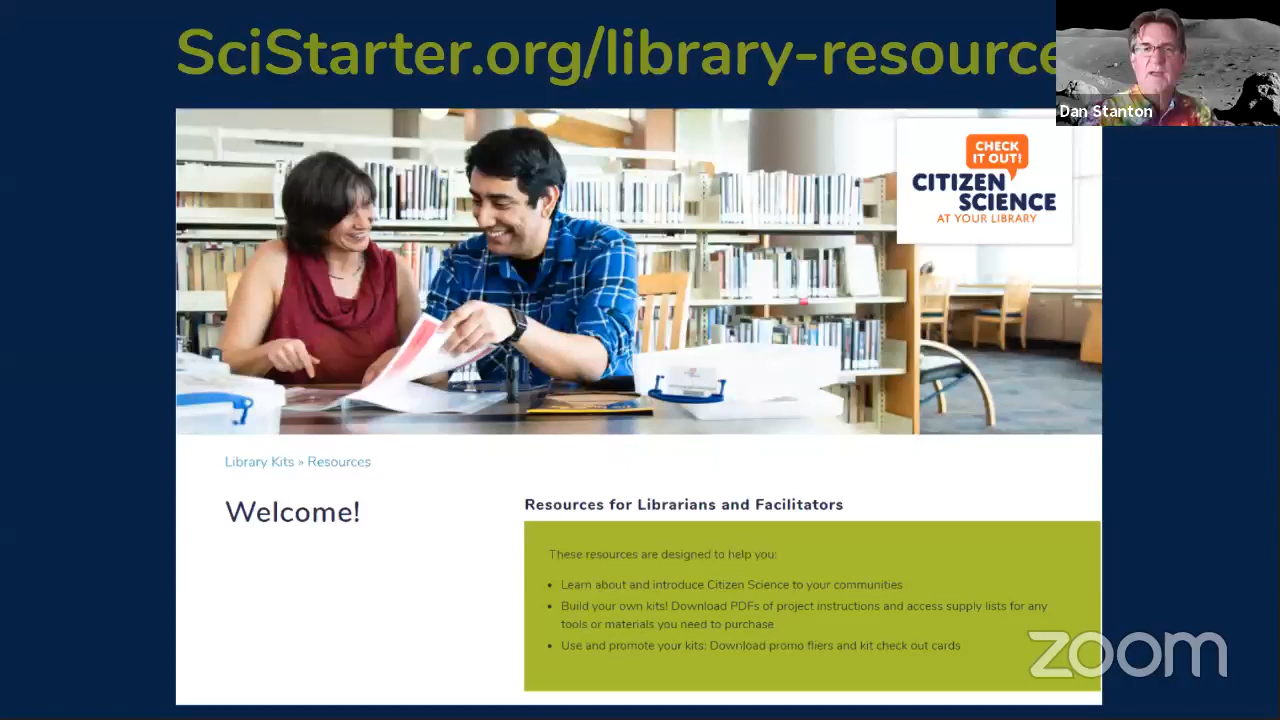 SciStarter.org/library-resource
Dan Stanton
CHECK
IT OUT!
CITIZEN
SCIENCE
AT YOUR LIBRARY
Library Kits » Resources
Welcome!
Resources for Librarians and Facilitators
These resources are designed to help you:
• Learn about and introduce Citizen Science to your communities
• Build your own kits! Download PDFs of project instructions and access supply lists for any
tools or materials you need to purchase
• Use and promote your kits: Download promo fliers and kit check out cards
zoom